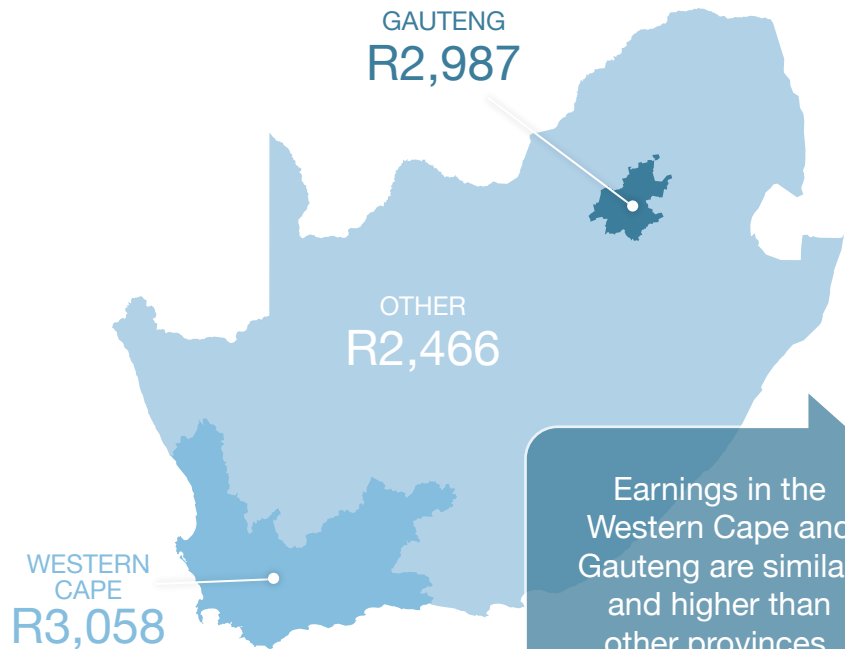 GAUTENG
R2,987
OTHER
R2,466
WESTERN
CAPE
R3,058
Earnings in the
Western Cape and
Gauteng are similar
and higher than
other provinces